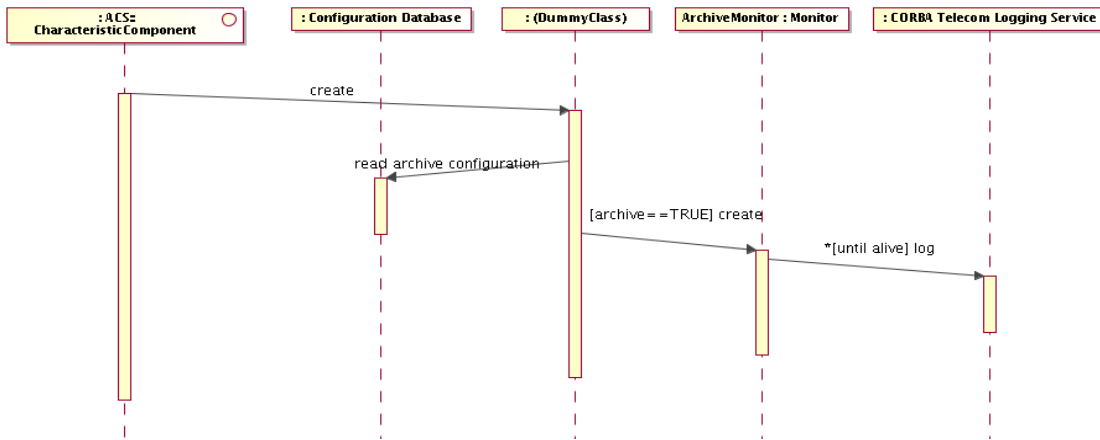 : ACS::
CharacteristicComponent
: Configuration Database
: (DummyClass)
ArchiveMonitor : Monitor
: CORBA Telecom Logging Service
create
read archive configuration
[archive==TRUE] create
*[until alive] log